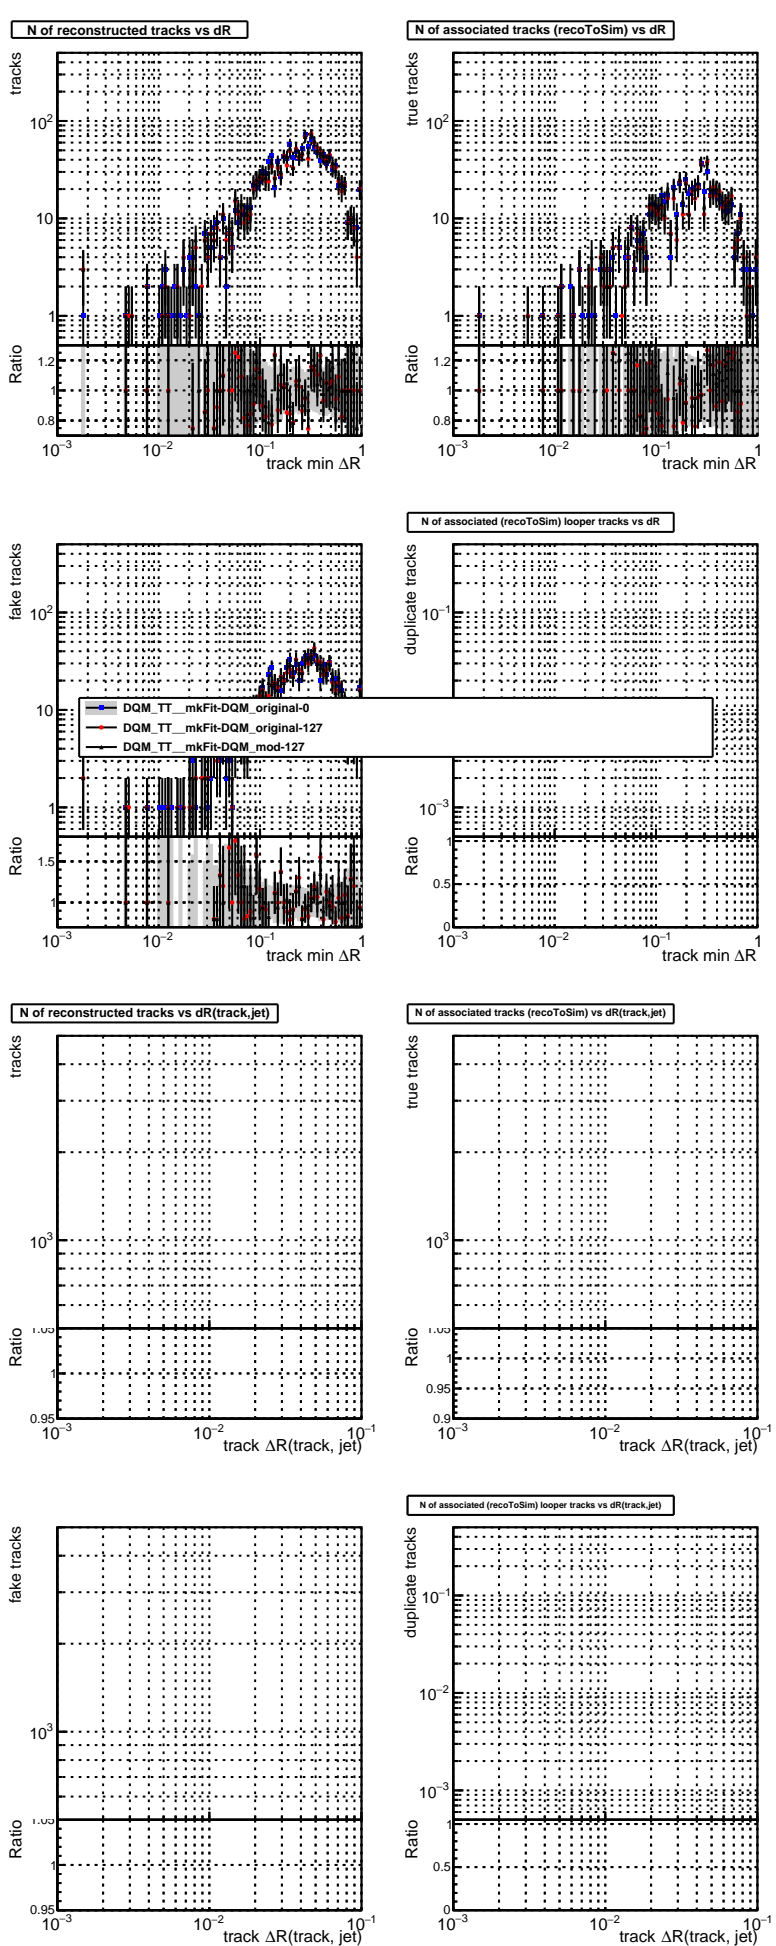 N of reconstructed tracks vs dR
tracks
10²
10
1
Ratio
1.2
1
0.8
10⁻³ 10⁻² 10⁻¹ 1
track min ΔR
N of associated tracks (recoToSim) vs dR
true tracks
10²
10
1
Ratio
1.2
1
0.8
10⁻³ 10⁻² 10⁻¹ 1
track min ΔR
fake tracks
10²
10
1
Ratio
1.5
1
10⁻³ 10⁻² 10⁻¹ 1
track min ΔR
N of associated (recoToSim) looper tracks vs dR
duplicate tracks
10⁻¹
10⁻³
Ratio
1
0.5
0
10⁻³ 10⁻² 10⁻¹ 1
track min ΔR
DQM_TT__mkFit-DQM_original-0
DQM_TT__mkFit-DQM_original-127
DQM_TT__mkFit-DQM_mod-127
N of reconstructed tracks vs dR(track,jet)
tracks
10³
Ratio
1.05
1
0.95
10⁻³ 10⁻² 10⁻¹
track ΔR(track, jet)
N of associated tracks (recoToSim) vs dR(track,jet)
true tracks
10³
Ratio
1.05
1
0.95
0.9
10⁻³ 10⁻² 10⁻¹
track ΔR(track, jet)
fake tracks
10³
Ratio
1.05
1
0.95
10⁻³ 10⁻² 10⁻¹
track ΔR(track, jet)
N of associated (recoToSim) looper tracks vs dR(track,jet)
duplicate tracks
10⁻¹
10⁻²
10⁻³
Ratio
1
0.5
0
10⁻³ 10⁻² 10⁻¹
track ΔR(track, jet)